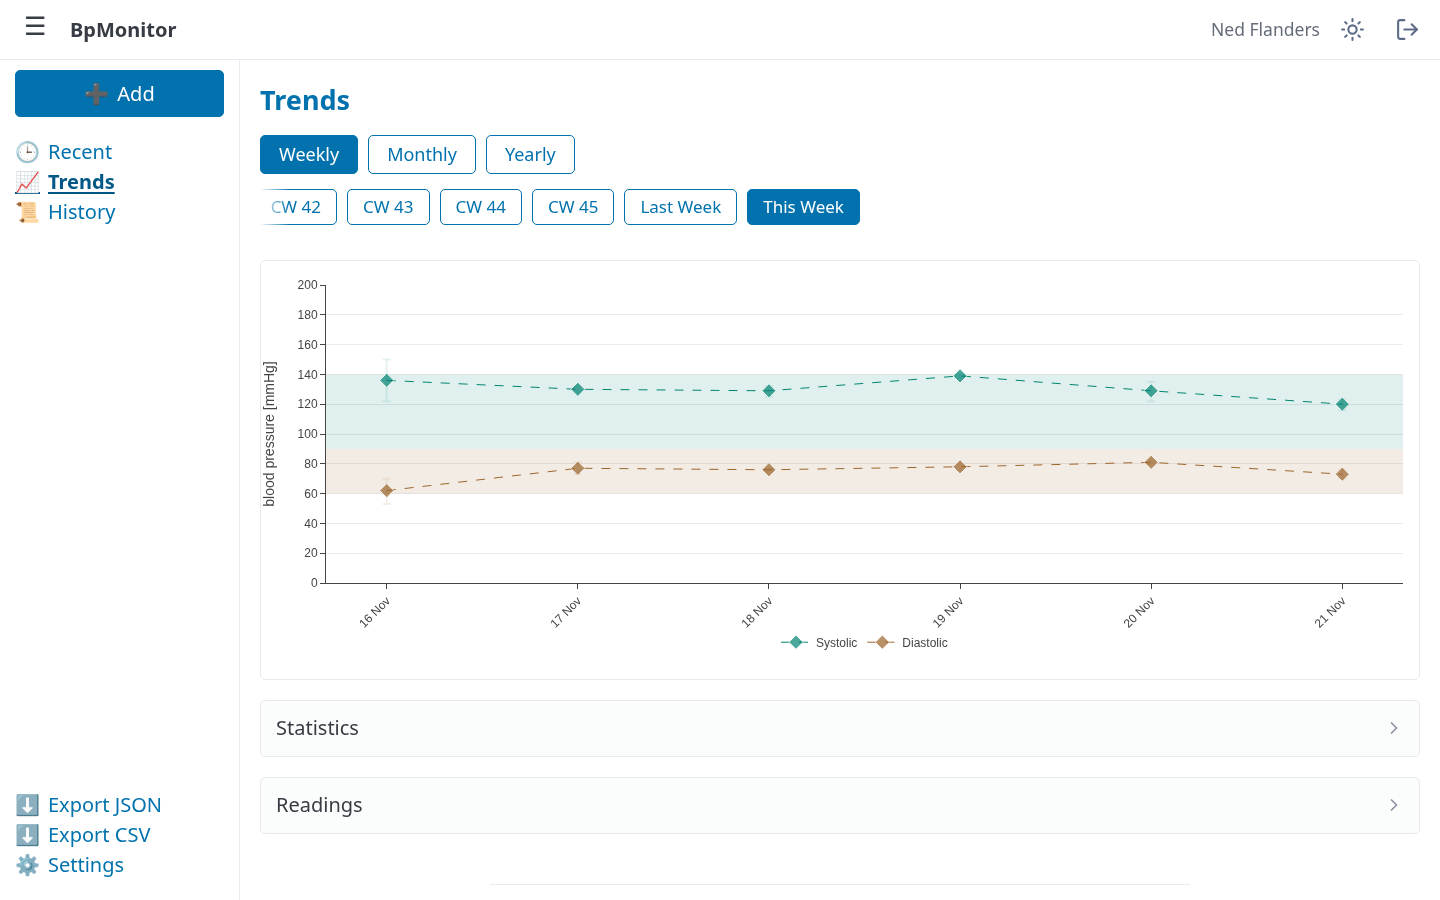 ☰ BpMonitor Ned Flanders
➕ Add
🕒 Recent
📈 Trends
📜 History
⬇️ Export JSON
⬇️ Export CSV
⚙️ Settings
Trends
Weekly Monthly Yearly
CW 42 CW 43 CW 44 CW 45 Last Week This Week
blood pressure [mmHg]
200
180
160
140
120
100
80
60
40
20
0
16 Nov 17 Nov 18 Nov 19 Nov 20 Nov 21 Nov
Systolic Diastolic
Statistics
Readings